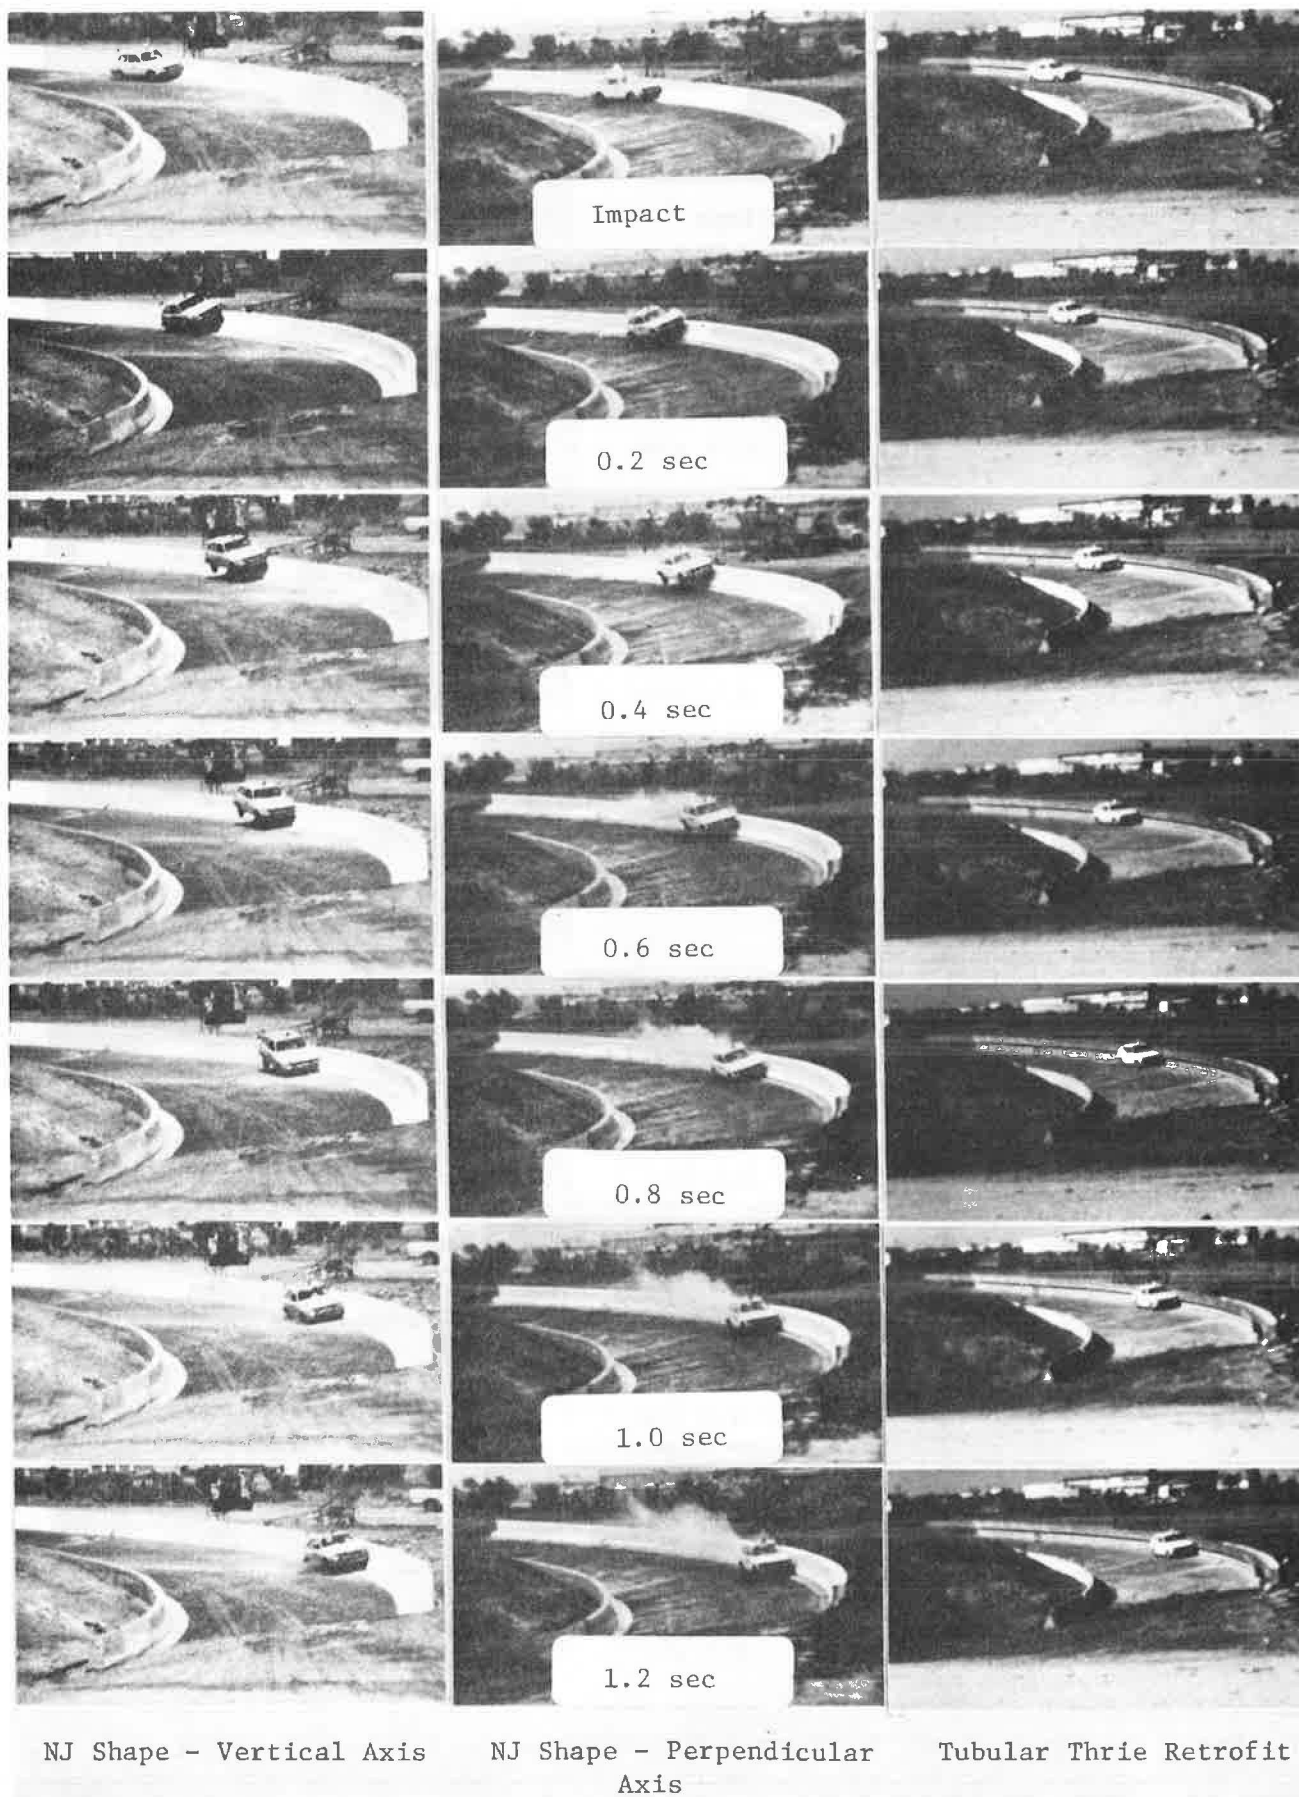 Impact
0.2 sec
0.4 sec
0.6 sec
0.8 sec
1.0 sec
1.2 sec
NJ Shape - Vertical Axis
NJ Shape - Perpendicular
Axis
Tubular Thrie Retrofit